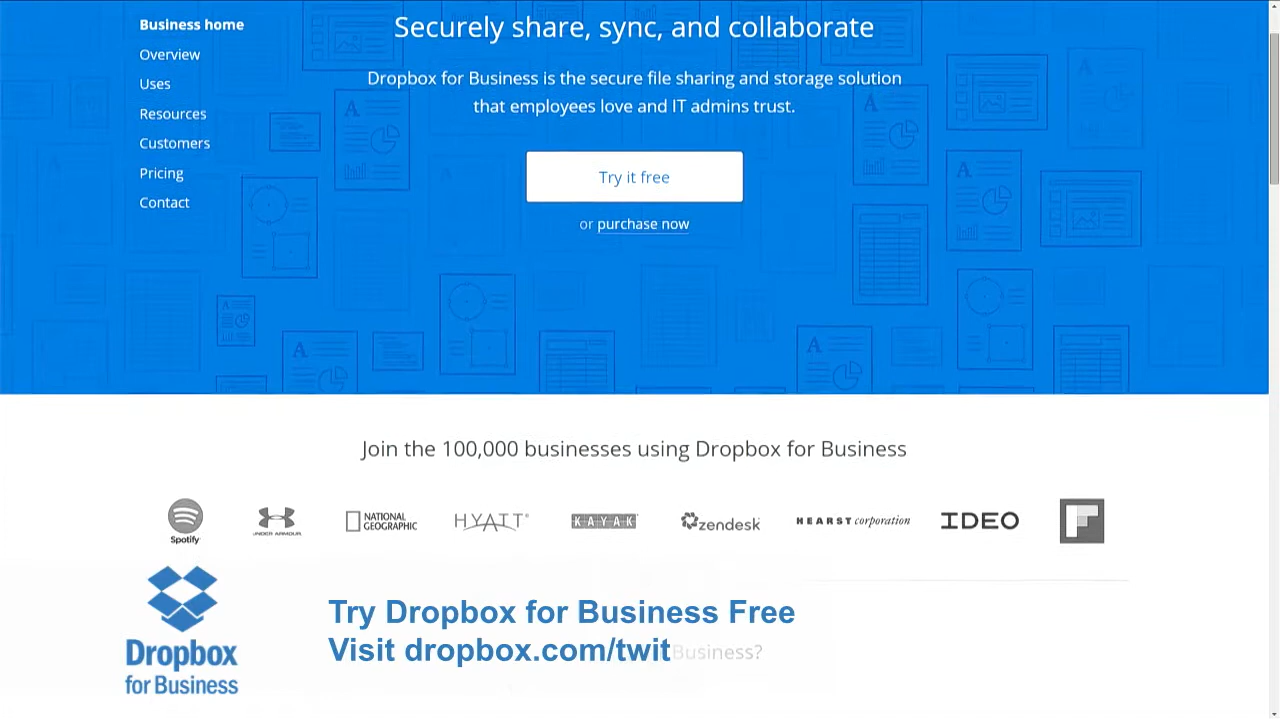 Business home
Overview
Uses
Resources
Customers
Pricing
Contact
Securely share, sync, and collaborate
Dropbox for Business is the secure file sharing and storage solution
that employees love and IT admins trust.
Try it free
or purchase now
Join the 100,000 businesses using Dropbox for Business
Spotify
UNDER ARMOUR
NATIONAL
GEOGRAPHIC
HYATT
KAYAK
zendesk
HEARST corporation
IDEO
Dropbox
for Business
Try Dropbox for Business Free
Visit dropbox.com/twit
Business?